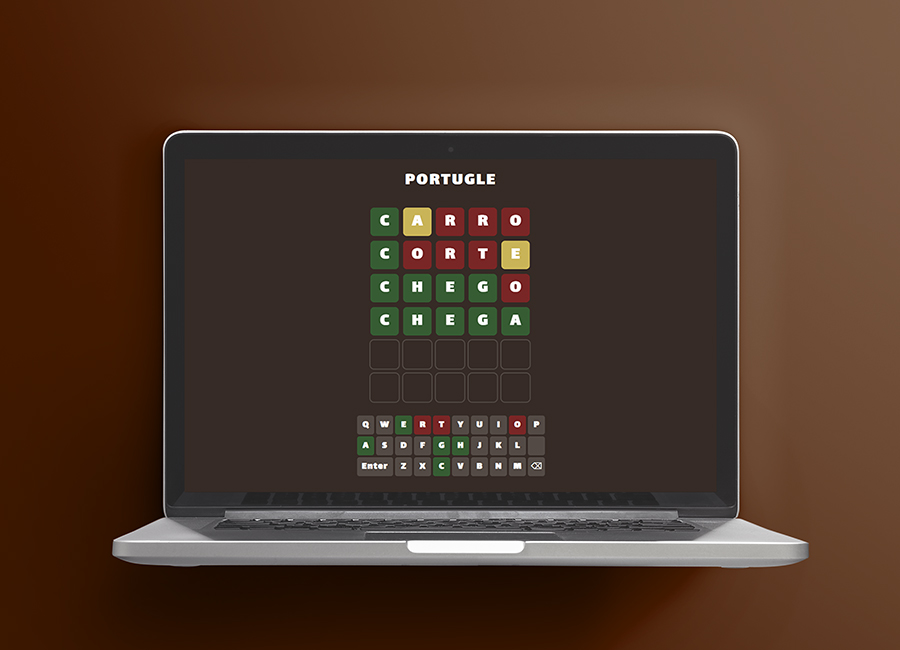 PORTUGLE
C A R R O
C O R T E
C H E G O
C H E G A
Q W E R T Y U I O P
A S D F G H J K L
Enter Z X C V B N M ⌫